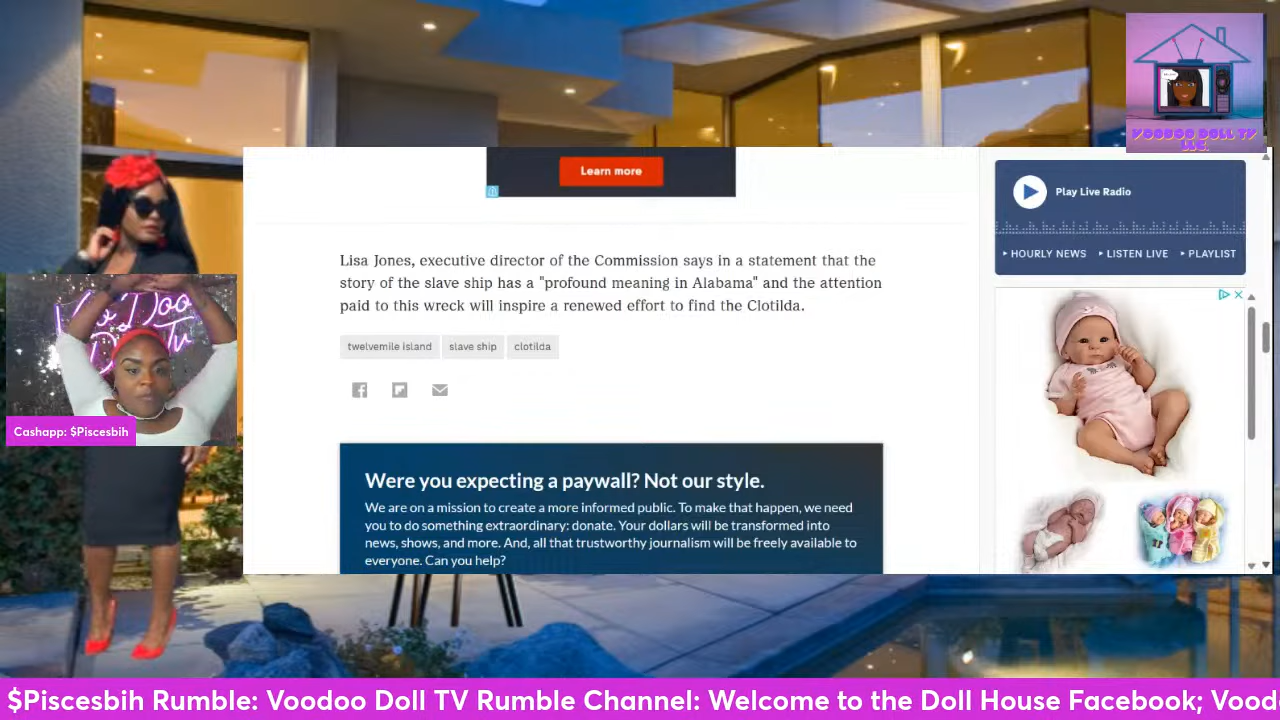 VOODOO DOLL TV
LLC.
Learn more
Play Live Radio
HOURLY NEWS
LISTEN LIVE
PLAYLIST
Lisa Jones, executive director of the Commission says in a statement that the
story of the slave ship has a "profound meaning in Alabama" and the attention
paid to this wreck will inspire a renewed effort to find the Clotilda.
twelvemile island
slave ship
clotilda
Voo Doo
Cashapp: $Piscesbih
Were you expecting a paywall? Not our style.
We are on a mission to create a more informed public. To make that happen, we need
you to do something extraordinary: donate. Your dollars will be transformed into
news, shows, and more. And, all that trustworthy journalism will be freely available to
everyone. Can you help?
$Piscesbih Rumble: Voodoo Doll TV Rumble Channel: Welcome to the Doll House Facebook; Vood